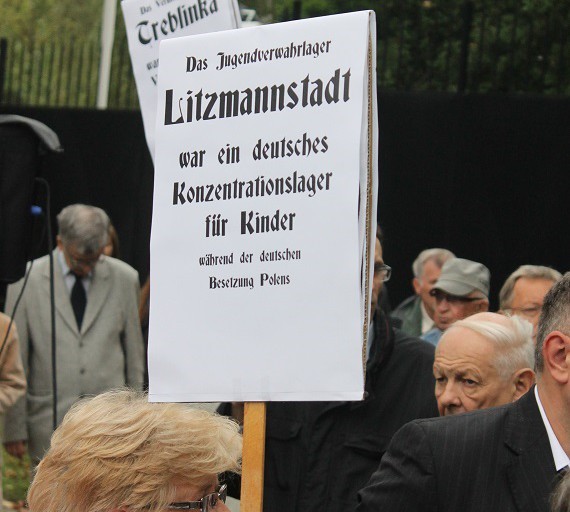 Treblinka
Das Jugendverwahrlager
Litzmannstadt
war ein deutsches
Konzentrationslager
für Kinder
während der deutschen
Besetzung Polens